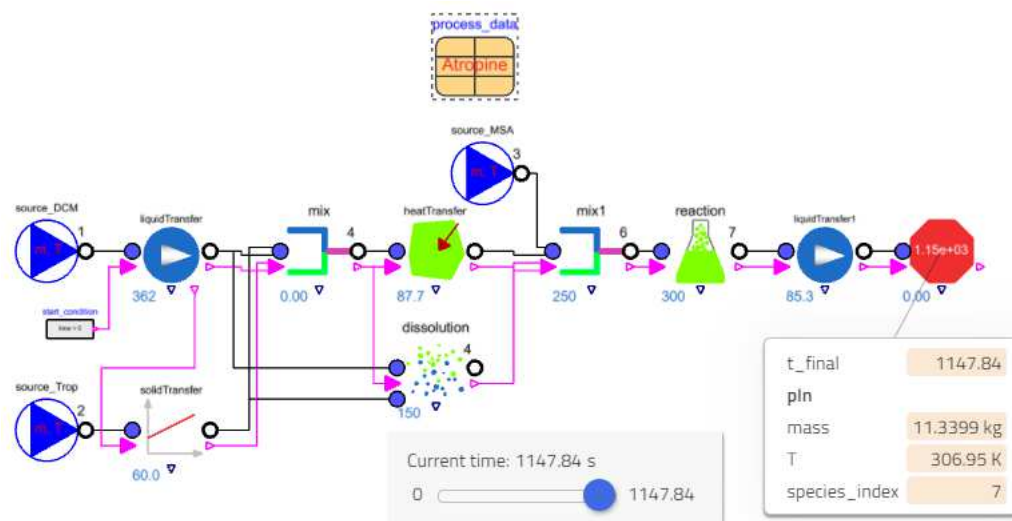 process_data
Atropine
source_MSA
3
m, T
source_DCM
1
m, T
liquidTransfer
362
mix
4
0.00
heatTransfer
87.7
mix1
6
250
reaction
7
300
liquidTransfer1
85.3
1.15e+03
0.00
start_condition
time > 0
dissolution
4
150
source_Trop
2
m, T
solidTransfer
60.0
Current time: 1147.84 s
0 1147.84
t_final 1147.84
pIn
mass 11.3399 kg
T 306.95 K
species_index 7